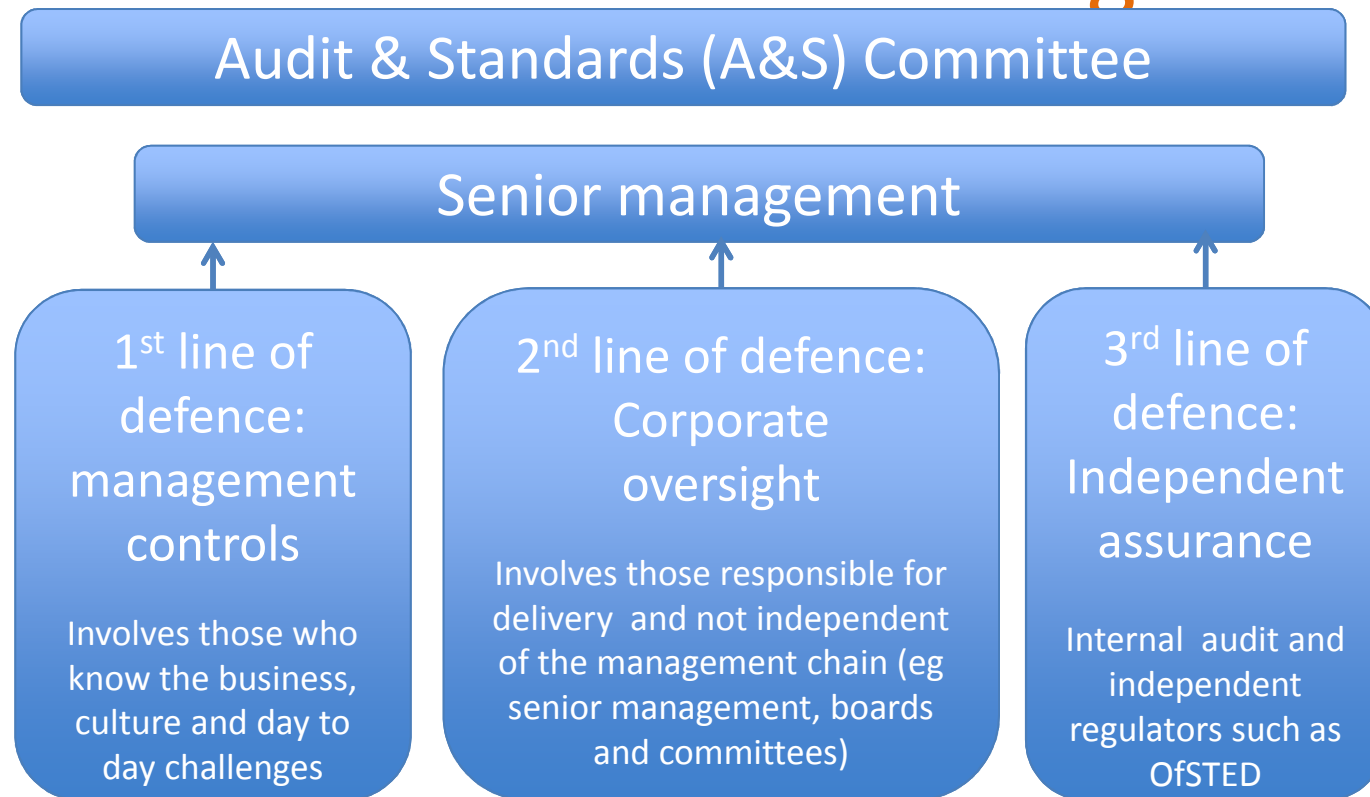 Audit & Standards (A&S) Committee
Senior management
1st line of
defence:
management
controls
Involves those who
know the business,
culture and day to
day challenges
2nd line of defence:
Corporate
oversight
Involves those responsible for
delivery  and not independent
of the management chain (eg
senior management, boards
and committees)
3rd line of
defence:
Independent
assurance
Internal  audit and
independent
regulators such as
OfSTED